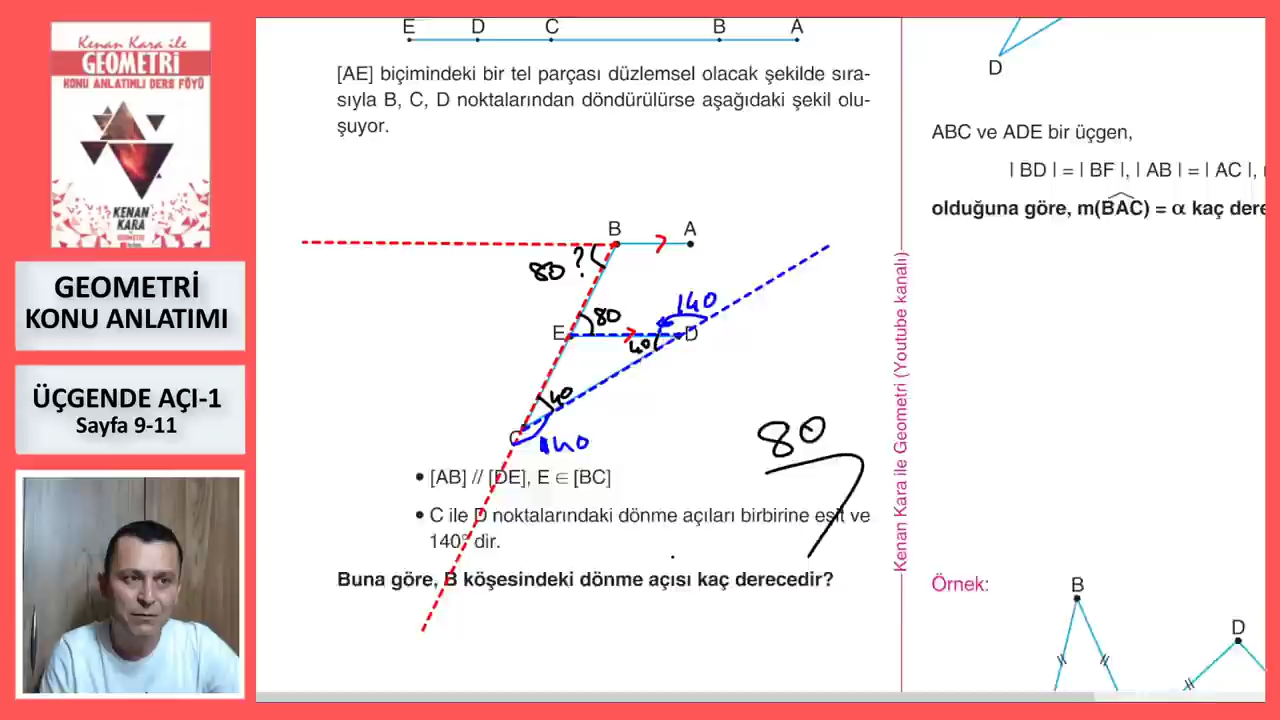 Kenan Kara ile
GEOMETRİ
KONU ANLATIMLI DERS FÖYÜ
KENAN
KARA
GEOMETRİ
KONU ANLATIMI
ÜÇGENDE AÇI-1
Sayfa 9-11
E D C B A
[AE] biçimindeki bir tel parçası düzlemsel olacak şekilde sıra-
sıyla B, C, D noktalarından döndürülürse aşağıdaki şekil olu-
şuyor.
B A
80 ?
80
140
E
40
D
40
C
140
80
• [AB] // [DE], E ∈ [BC]
• C ile D noktalarındaki dönme açıları birbirine eşit ve
140° dir.
Buna göre, B köşesindeki dönme açısı kaç derecedir?
Kenan Kara ile Geometri (Youtube kanalı)
D
ABC ve ADE bir üçgen,
| BD | = | BF |, | AB | = | AC |,
olduğuna göre, m(BAC) = α kaç dere
Örnek:
B
D